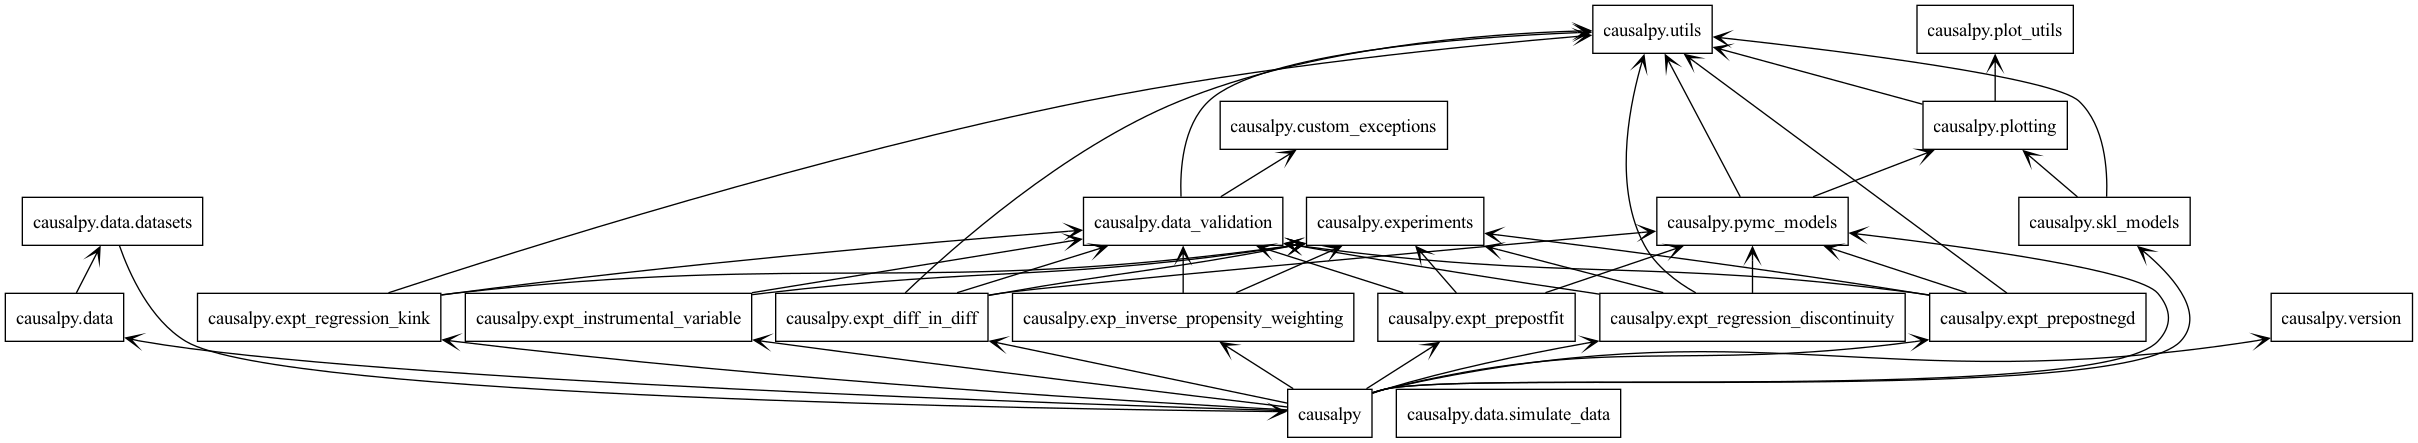 causalpy.utils
causalpy.plot_utils
causalpy.custom_exceptions
causalpy.plotting
causalpy.data.datasets
causalpy.data_validation
causalpy.experiments
causalpy.pymc_models
causalpy.skl_models
causalpy.data
causalpy.expt_regression_kink
causalpy.expt_instrumental_variable
causalpy.expt_diff_in_diff
causalpy.exp_inverse_propensity_weighting
causalpy.expt_prepostfit
causalpy.expt_regression_discontinuity
causalpy.expt_prepostnegd
causalpy.version
causalpy
causalpy.data.simulate_data